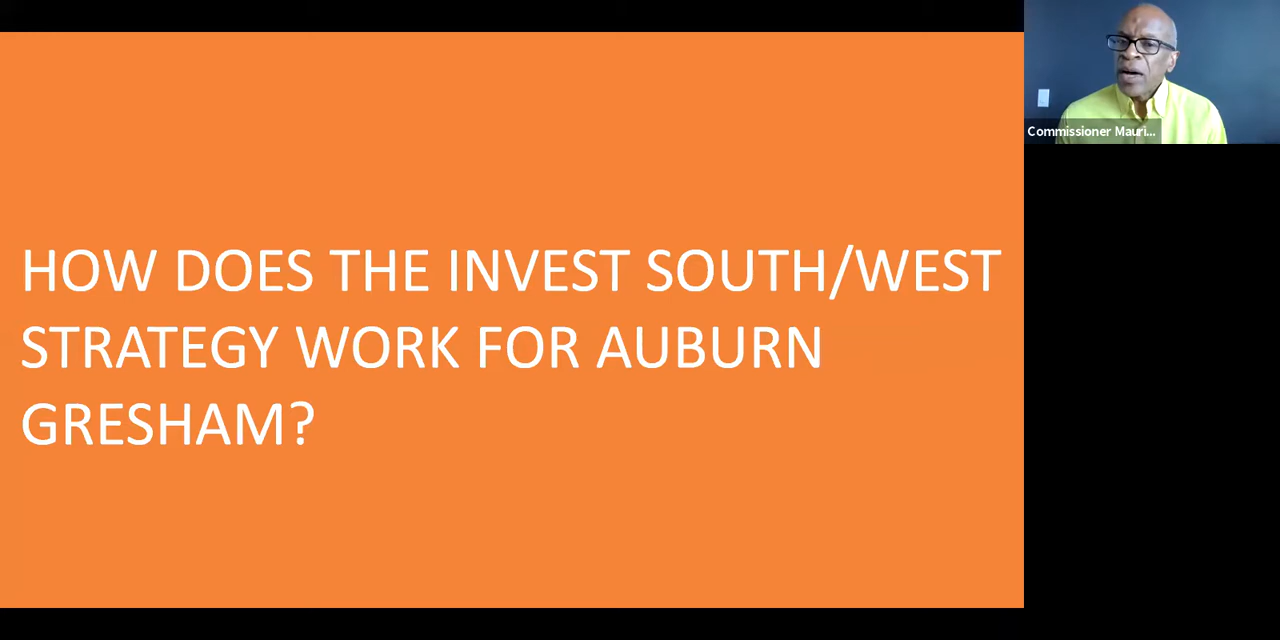 Commissioner Mauri...
HOW DOES THE INVEST SOUTH/WEST
STRATEGY WORK FOR AUBURN
GRESHAM?